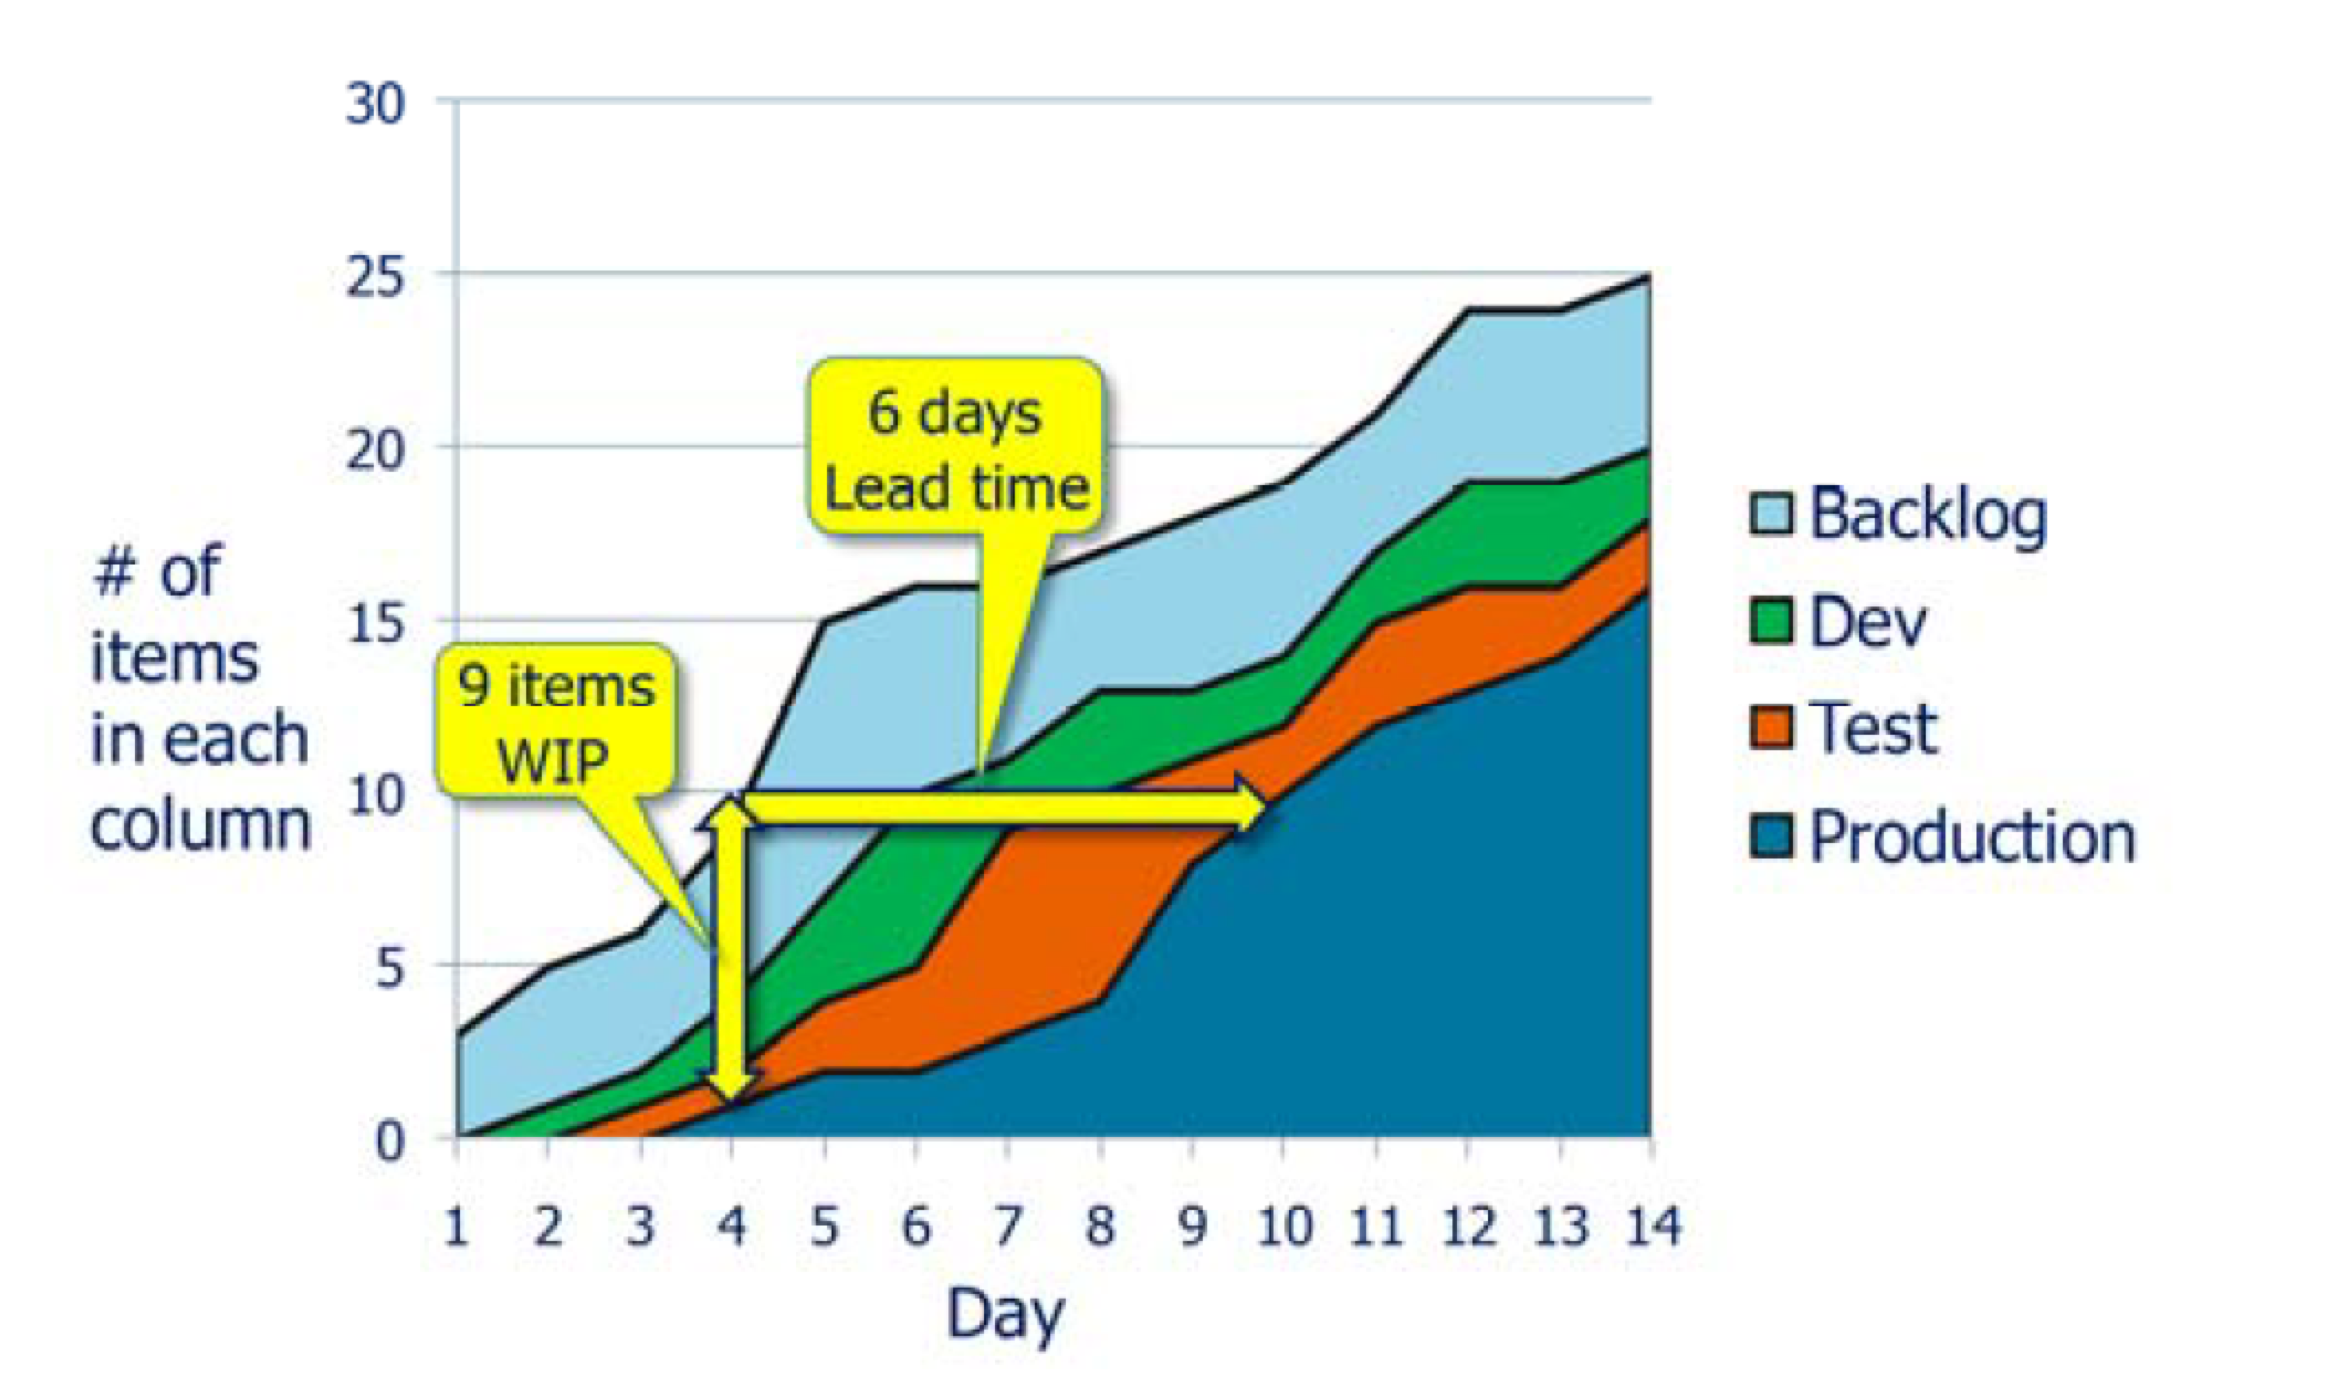 30
25
20
15
10
5
0
# of
items
in each
column
9 items
WIP
6 days
Lead time
1 2 3 4 5 6 7 8 9 10 11 12 13 14
Day
Backlog
Dev
Test
Production